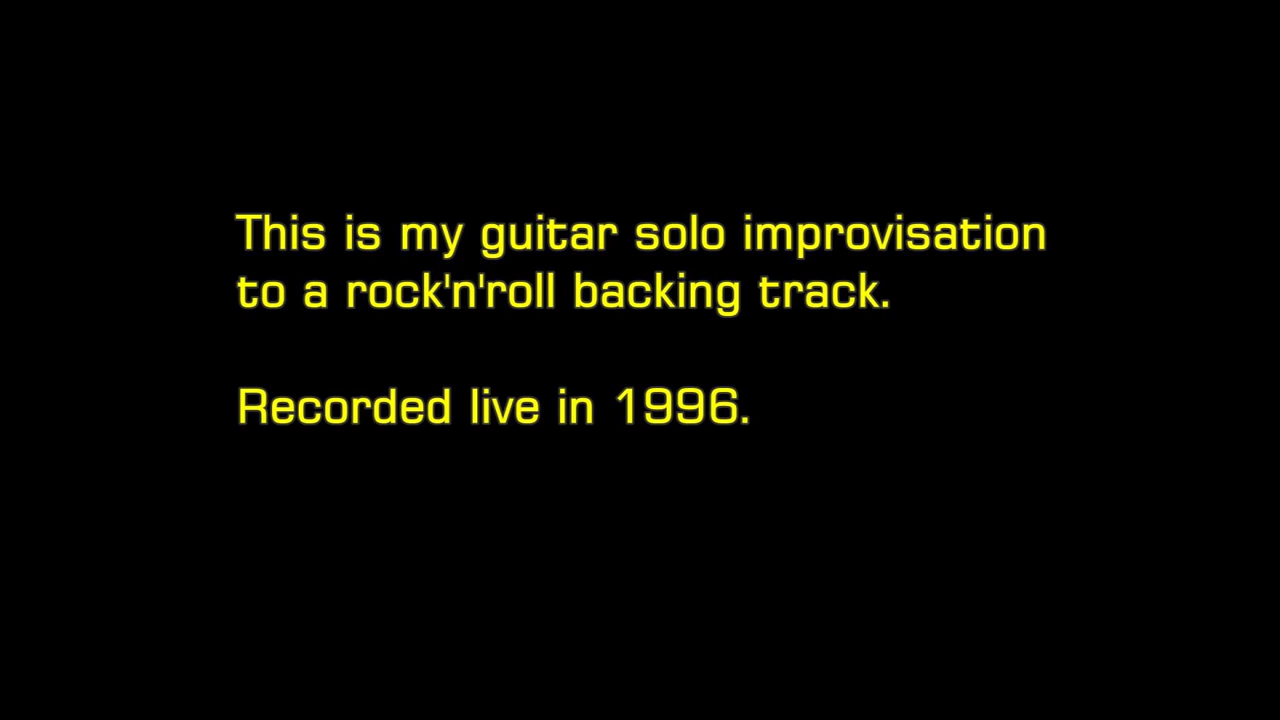 This is my guitar solo improvisation
to a rock'n'roll backing track.
Recorded live in 1996.